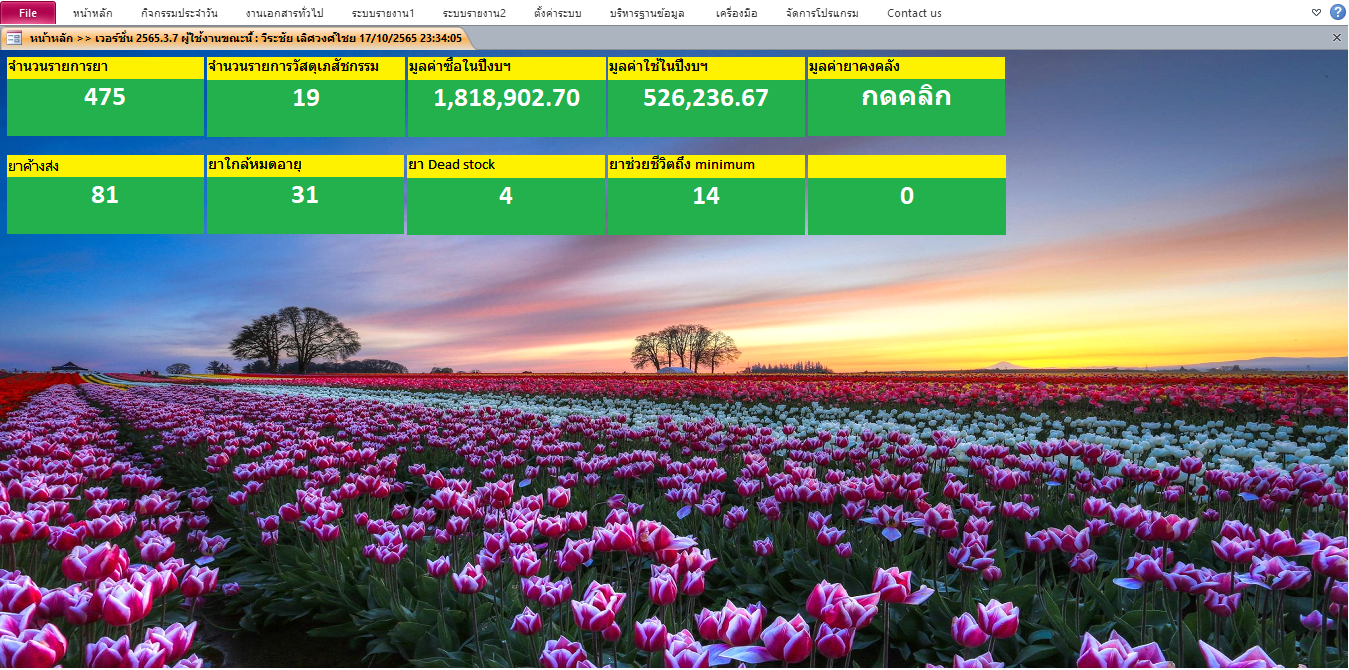 File หน้าหลัก กิจกรรมประจำวัน งานเอกสารทั่วไป ระบบรายงาน1 ระบบรายงาน2 ตั้งค่าระบบ บริหารฐานข้อมูล เครื่องมือ จัดการโปรแกรม Contact us
หน้าหลัก >> เวอร์ชั่น 2565.3.7 ผู้ใช้งานขณะนี้ : วีระชัย เลิศวงค์ไชย 17/10/2565 23:34:05
จำนวนรายการยา จำนวนรายการวัสดุเภสัชกรรม มูลค่าซื้อในปีงบฯ มูลค่าใช้ในปีงบฯ มูลค่ายาคงคลัง
475 19 1,818,902.70 526,236.67 กดคลิก
ยาค้างส่ง ยาใกล้หมดอายุ ยา Dead stock ยาช่วยชีวิตถึง minimum
81 31 4 14 0